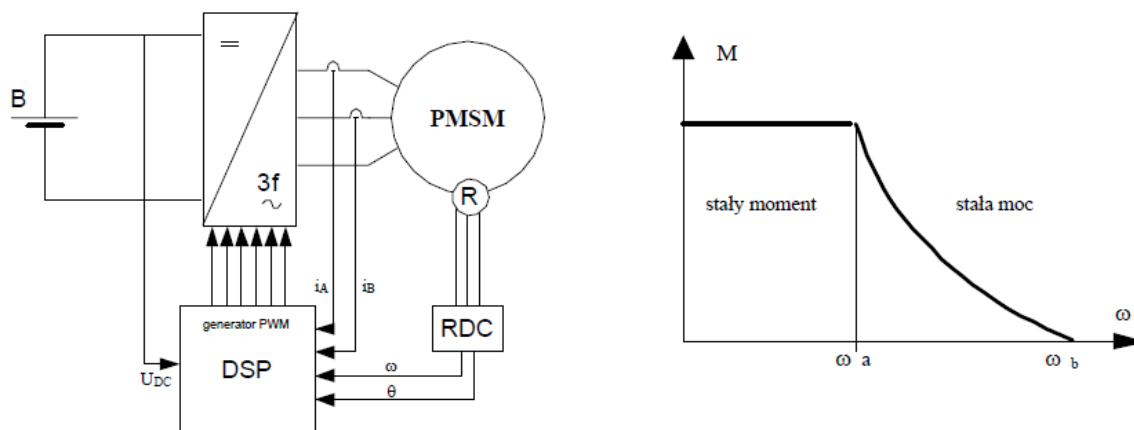 B
=
3f
~
PMSM
R
iA
iB
generator PWM
DSP
UDC
RDC
ω
θ
M
stały moment
stała moc
ω
ω a
ω b